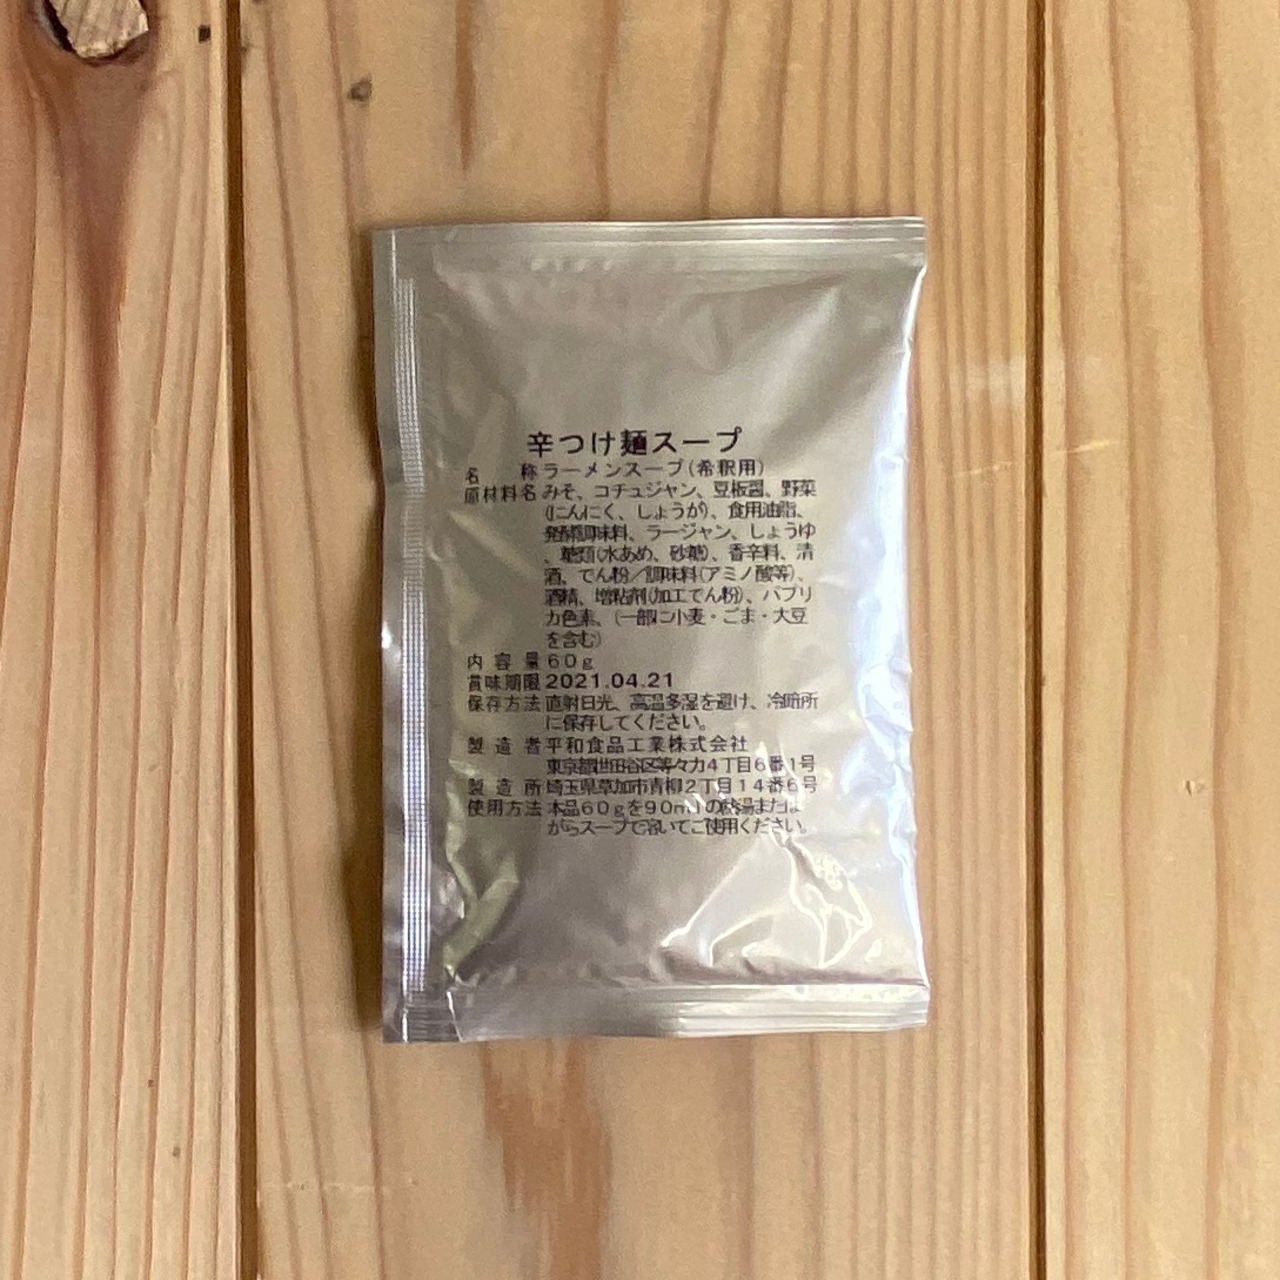 辛つけ麺スープ
名称 ラーメンスープ(希釈用)
原材料名 みそ、コチュジャン、豆板醤、野菜
(にんにく、しょうが)、食用油脂、
発酵調味料、ラージャン、しょうゆ
、糖類(水あめ、砂糖)、香辛料、清
酒、でん粉／調味料(アミノ酸等)、
酒精、増粘剤(加工でん粉)、パプリ
カ色素、(一部に小麦・ごま・大豆
を含む)
内容量 60g
賞味期限 2021.04.21
保存方法 直射日光、高温多湿を避け、冷暗所
に保存してください。
製造者 平和食品工業株式会社
東京都世田谷区等々力4丁目6番1号
製造所 埼玉県草加市青柳2丁目14番6号
使用方法 本品60gを90mlの熱湯または
がらスープで溶いてご使用ください。